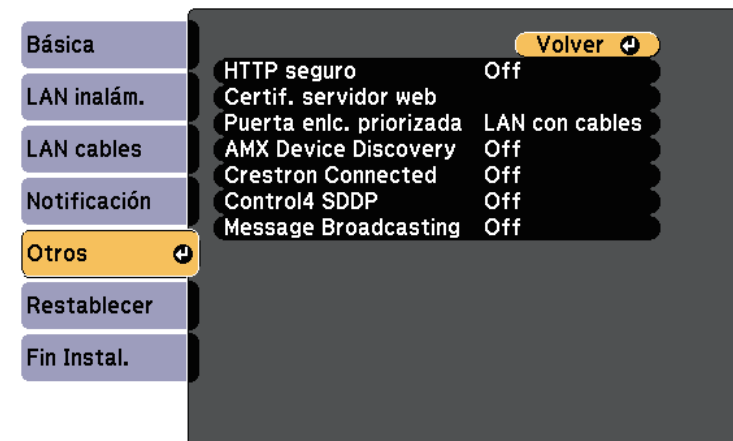 Básica
LAN inalám.
LAN cables
Notificación
Otros
Restablecer
Fin Instal.
Volver
HTTP seguro Off
Certif. servidor web
Puerta enlc. priorizada LAN con cables
AMX Device Discovery Off
Crestron Connected Off
Control4 SDDP Off
Message Broadcasting Off